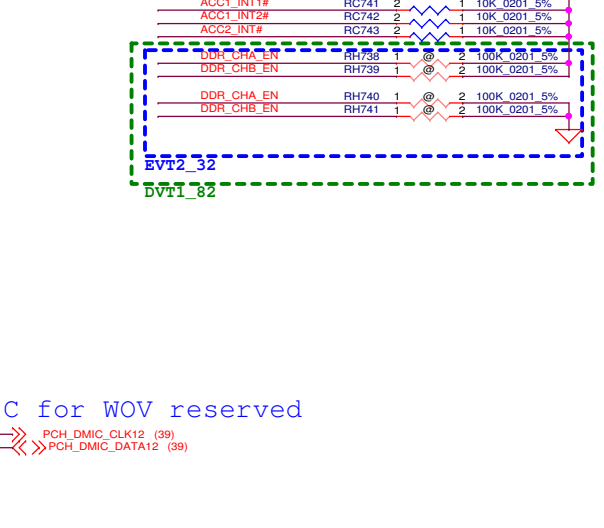 ACC1_INT1# RC741 2 1 10K_0201_5%
ACC1_INT2# RC742 2 1 10K_0201_5%
ACC2_INT# RC743 2 1 10K_0201_5%
DDR_CHA_EN RH738 1 @ 2 100K_0201_5%
DDR_CHB_EN RH739 1 @ 2 100K_0201_5%
DDR_CHA_EN RH740 1 @ 2 100K_0201_5%
DDR_CHB_EN RH741 1 @ 2 100K_0201_5%
EVT2_32
DVT1_82
C for WOV reserved
PCH_DMIC_CLK12 (39)
PCH_DMIC_DATA12 (39)